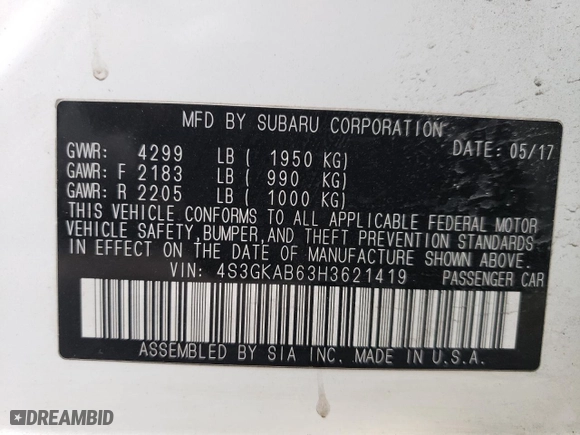 MFD BY SUBARU CORPORATION
DATE: 05/17
GVWR: 4299 LB ( 1950 KG)
GAWR: F 2183 LB ( 990 KG)
GAWR: R 2205 LB ( 1000 KG)
THIS VEHICLE CONFORMS TO ALL APPLICABLE FEDERAL MOTOR
VEHICLE SAFETY, BUMPER, AND THEFT PREVENTION STANDARDS
IN EFFECT ON THE DATE OF MANUFACTURE SHOWN ABOVE.
VIN: 4S3GKAB63H3621419 PASSENGER CAR
ASSEMBLED BY SIA INC. MADE IN U.S.A.
DREAMBID